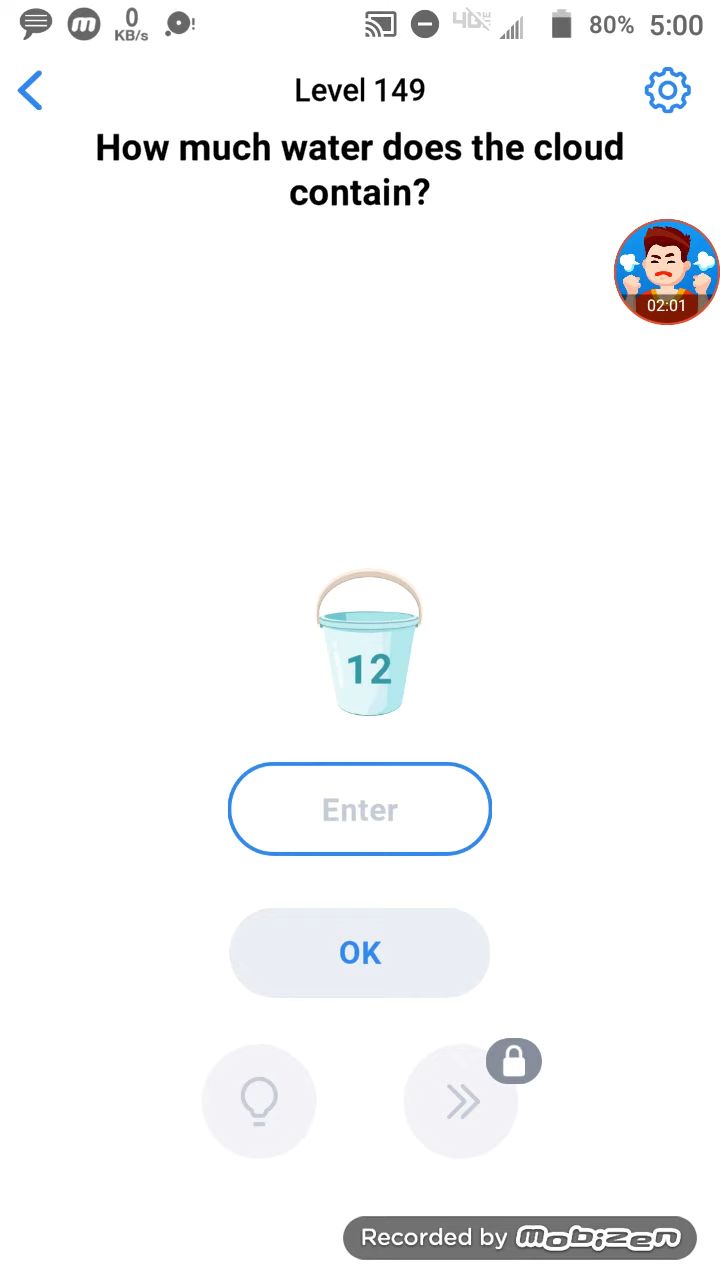 0
KB/s
4G
80%
5:00
Level 149
How much water does the cloud
contain?
02:01
12
Enter
OK
Recorded by mobizen